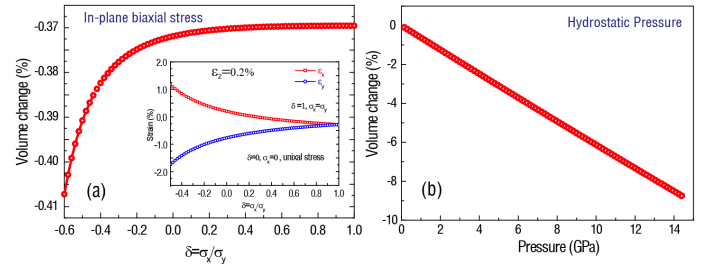 In-plane biaxial stress
Volume change (%)
-0.37
-0.38
-0.39
-0.40
-0.41
-0.6 -0.4 -0.2 0.0 0.2 0.4 0.6 0.8 1.0
δ=σx/σy
(a)
εz=0.2%
εx
εy
δ=1, σx=σy
δ=0, σx=0, unixal stress
Strain (%)
2.0
1.0
0.0
-1.0
-2.0
-0.4 -0.2 0.0 0.2 0.4 0.6 0.8 1.0
δ=σx/σy
Hydrostatic Pressure
Volume change (%)
0
-2
-4
-6
-8
-10
0 2 4 6 8 10 12 14
Pressure (GPa)
(b)